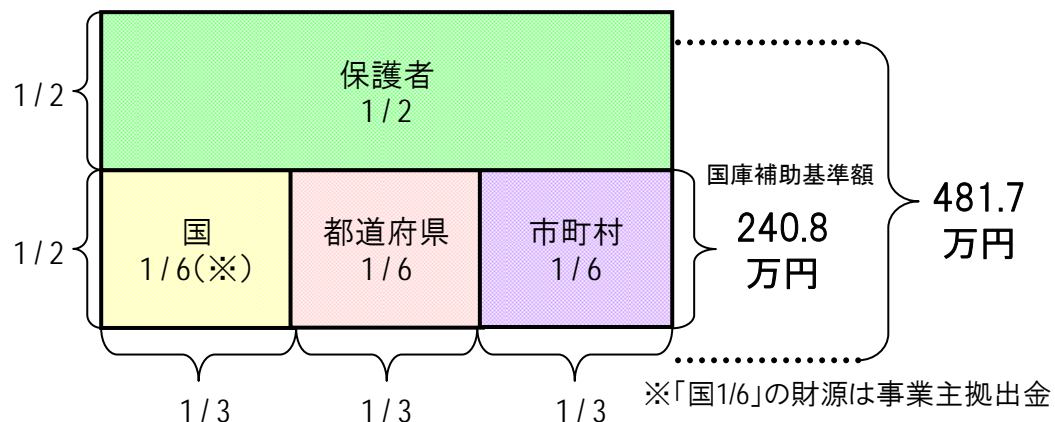 1/2
保護者
1/2
1/2
国
1/6(※)
都道府県
1/6
市町村
1/6
国庫補助基準額
240.8
万円
481.7
万円
1/3
1/3
1/3
※「国1/6」の財源は事業主拠出金